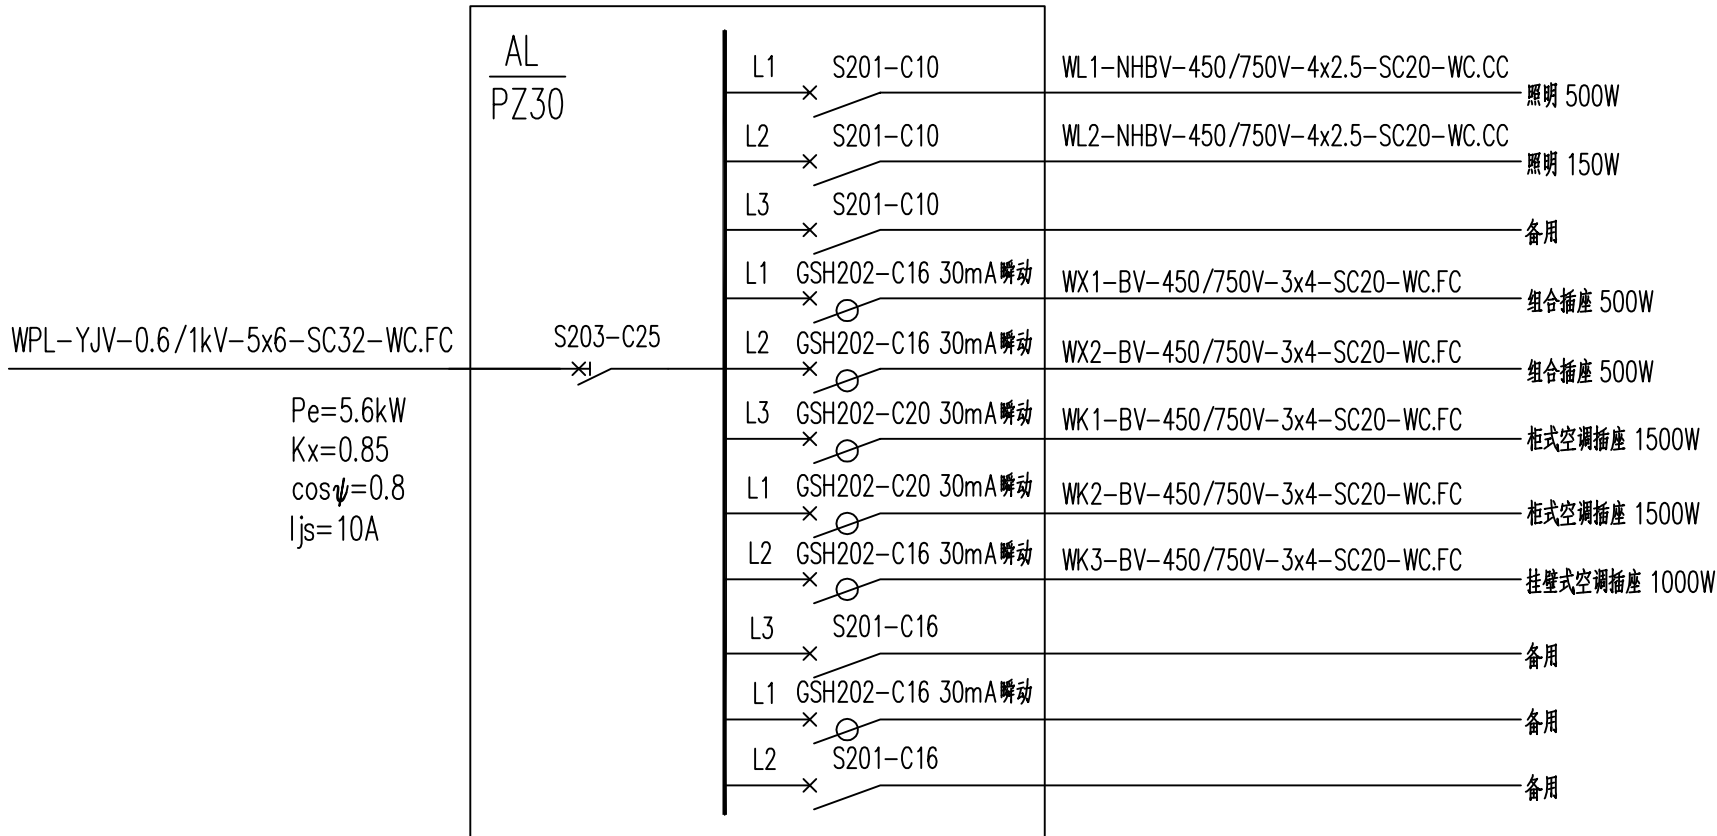 AL
PZ30
WPL-YJV-0.6/1kV-5x6-SC32-WC.FC
S203-C25
Pe=5.6kW
Kx=0.85
cosψ=0.8
Ijs=10A
L1 S201-C10 WL1-NHBV-450/750V-4x2.5-SC20-WC.CC 照明 500W
L2 S201-C10 WL2-NHBV-450/750V-4x2.5-SC20-WC.CC 照明 150W
L3 S201-C10 备用
L1 GSH202-C16 30mA瞬动 WX1-BV-450/750V-3x4-SC20-WC.FC 组合插座 500W
L2 GSH202-C16 30mA瞬动 WX2-BV-450/750V-3x4-SC20-WC.FC 组合插座 500W
L3 GSH202-C20 30mA瞬动 WK1-BV-450/750V-3x4-SC20-WC.FC 柜式空调插座 1500W
L1 GSH202-C20 30mA瞬动 WK2-BV-450/750V-3x4-SC20-WC.FC 柜式空调插座 1500W
L2 GSH202-C16 30mA瞬动 WK3-BV-450/750V-3x4-SC20-WC.FC 挂壁式空调插座 1000W
L3 S201-C16 备用
L1 GSH202-C16 30mA瞬动 备用
L2 S201-C16 备用